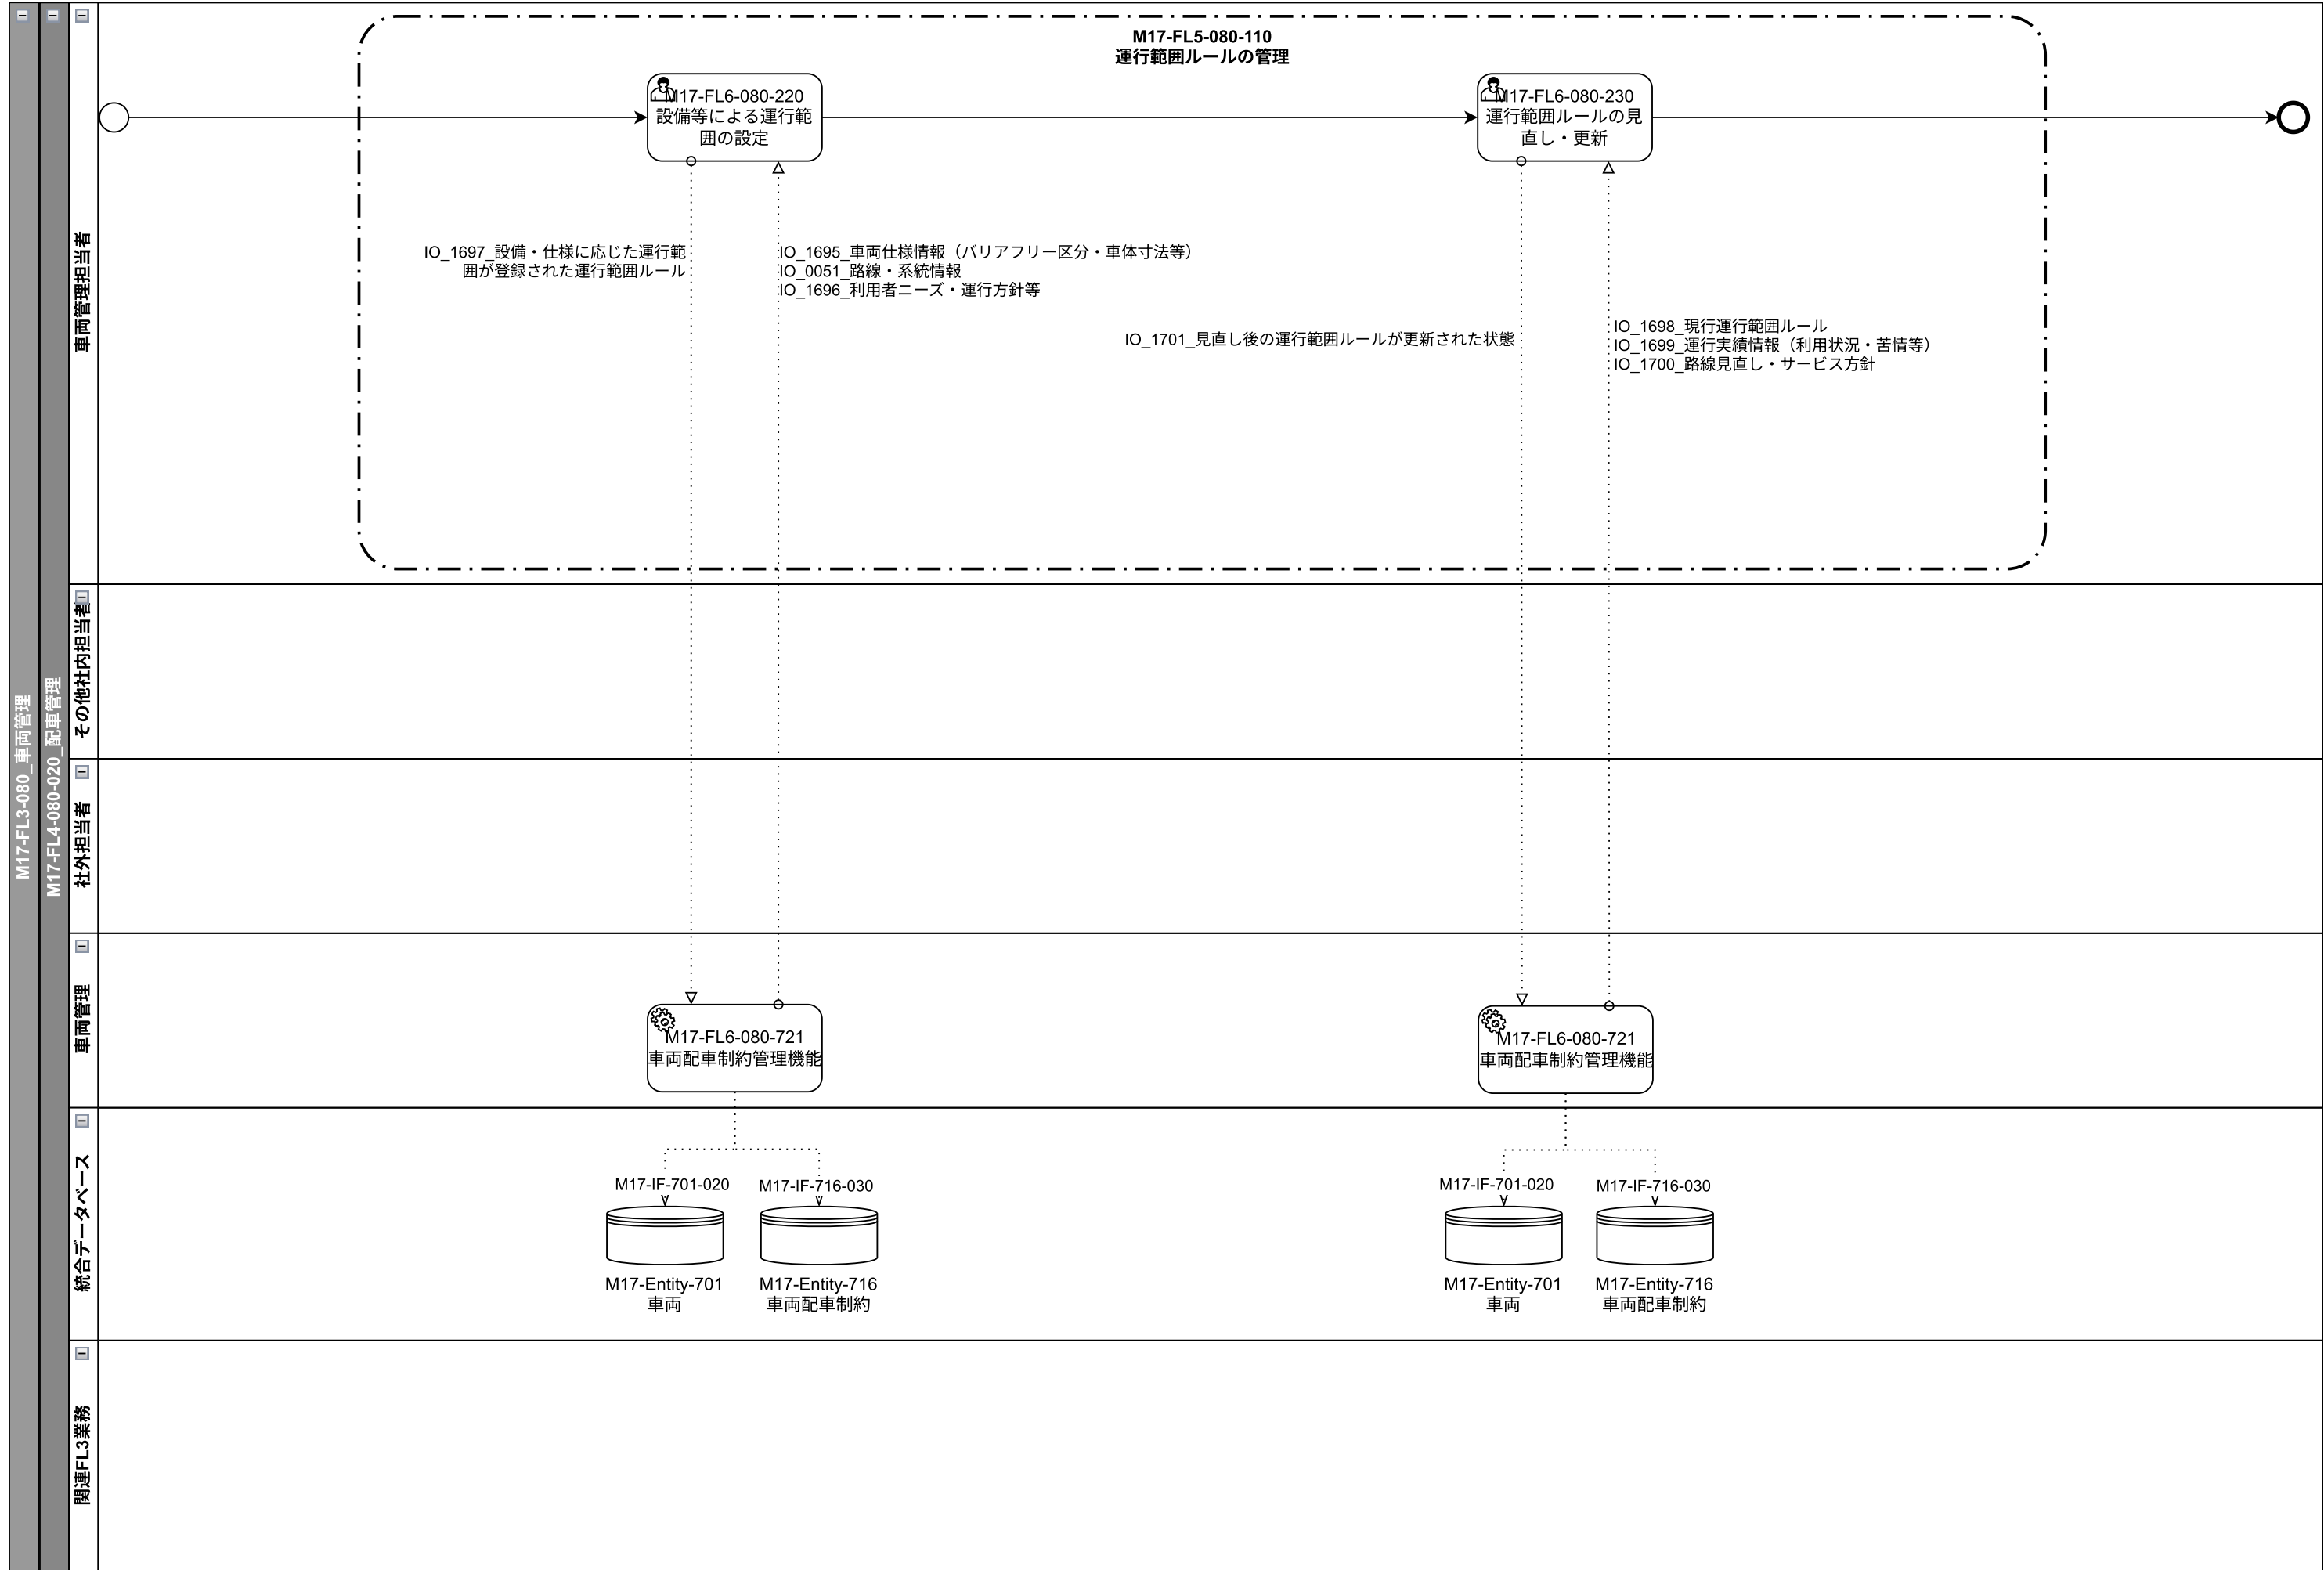 M17-FL3-080_車両管理
M17-FL4-080-020_配車管理
車両管理担当者
M17-FL5-080-110
運行範囲ルールの管理
M17-FL6-080-220
設備等による運行範
囲の設定
M17-FL6-080-230
運行範囲ルールの見
直し・更新
IO_1697_設備・仕様に応じた運行範
囲が登録された運行範囲ルール
IO_1695_車両仕様情報（バリアフリー区分・車体寸法等）
IO_0051_路線・系統情報
IO_1696_利用者ニーズ・運行方針等
IO_1701_見直し後の運行範囲ルールが更新された状態
IO_1698_現行運行範囲ルール
IO_1699_運行実績情報（利用状況・苦情等）
IO_1700_路線見直し・サービス方針
その他社内担当者
社外担当者
車両管理
M17-FL6-080-721
車両配車制約管理機能
M17-FL6-080-721
車両配車制約管理機能
統合データベース
M17-IF-701-020
M17-IF-716-030
M17-IF-701-020
M17-IF-716-030
M17-Entity-701
車両
M17-Entity-716
車両配車制約
M17-Entity-701
車両
M17-Entity-716
車両配車制約
関連FL3業務